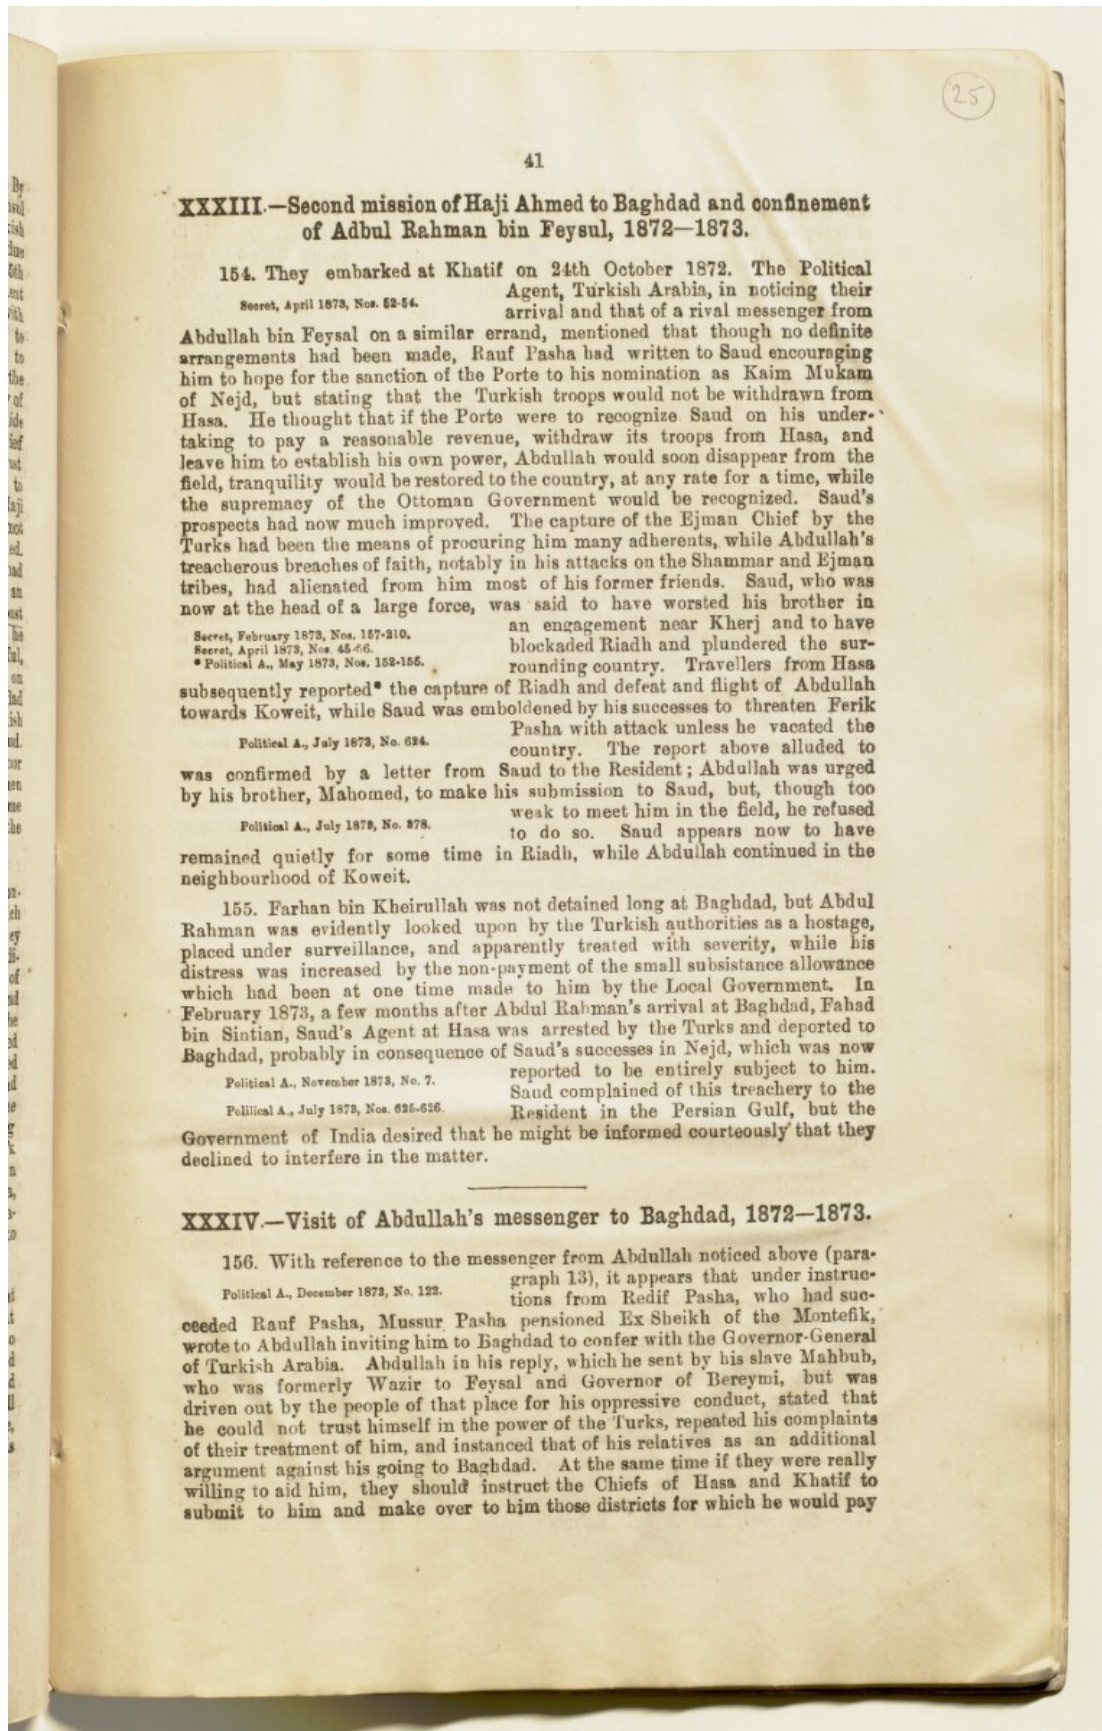 25
41
XXXIII.—Second mission of Haji Ahmed to Baghdad and confinement
of Adbul Rahman bin Feysul, 1872—1873.
154. They embarked at Khatif on 24th October 1872. The Political
Secret, April 1873, Nos. 52-54.
Agent, Turkish Arabia, in noticing their
arrival and that of a rival messenger from
Abdullah bin Feysal on a similar errand, mentioned that though no definite
arrangements had been made, Rauf Pasha had written to Saud encouraging
him to hope for the sanction of the Porte to his nomination as Kaim Mukam
of Nejd, but stating that the Turkish troops would not be withdrawn from
Hasa. He thought that if the Porte were to recognize Saud on his under-
taking to pay a reasonable revenue, withdraw its troops from Hasa, and
leave him to establish his own power, Abdullah would soon disappear from the
field, tranquility would be restored to the country, at any rate for a time, while
the supremacy of the Ottoman Government would be recognized. Saud's
prospects had now much improved. The capture of the Ejman Chief by the
Turks had been the means of procuring him many adherents, while Abdullah's
treacherous breaches of faith, notably in his attacks on the Shammar and Ejman
tribes, had alienated from him most of his former friends. Saud, who was
now at the head of a large force, was said to have worsted his brother in
Secret, February 1873, Nos. 157-210.
Secret, April 1873, Nos. 45-56.
* Political A., May 1873, Nos. 152-155.
an engagement near Kherj and to have
blockaded Riadh and plundered the sur-
rounding country. Travellers from Hasa
subsequently reported* the capture of Riadh and defeat and flight of Abdullah
towards Koweit, while Saud was emboldened by his successes to threaten Ferik
Political A., July 1873, No. 624.
Pasha with attack unless he vacated the
country. The report above alluded to
was confirmed by a letter from Saud to the Resident; Abdullah was urged
by his brother, Mahomed, to make his submission to Saud, but, though too
Political A., July 1873, No. 378.
weak to meet him in the field, he refused
to do so. Saud appears now to have
remained quietly for some time in Riadh, while Abdullah continued in the
neighbourhood of Koweit.
155. Farhan bin Kheirullah was not detained long at Baghdad, but Abdul
Rahman was evidently looked upon by the Turkish authorities as a hostage,
placed under surveillance, and apparently treated with severity, while his
distress was increased by the non-payment of the small subsistance allowance
which had been at one time made to him by the Local Government. In
February 1873, a few months after Abdul Rahman's arrival at Baghdad, Fahad
bin Sintian, Saud's Agent at Hasa was arrested by the Turks and deported to
Baghdad, probably in consequence of Saud's successes in Nejd, which was now
Political A., November 1873, No. 7.
Polilical A., July 1873, Nos. 625-626.
reported to be entirely subject to him.
Saud complained of this treachery to the
Resident in the Persian Gulf, but the
Government of India desired that he might be informed courteously that they
declined to interfere in the matter.
XXXIV.—Visit of Abdullah's messenger to Baghdad, 1872—1873.
156. With reference to the messenger from Abdullah noticed above (para-
Political A., December 1873, No. 122.
graph 13), it appears that under instruc-
tions from Redif Pasha, who had suc-
ceeded Rauf Pasha, Mussur Pasha pensioned Ex Sheikh of the Montefik,
wrote to Abdullah inviting him to Baghdad to confer with the Governor-General
of Turkish Arabia. Abdullah in his reply, which he sent by his slave Mahbub,
who was formerly Wazir to Feysal and Governor of Bereymi, but was
driven out by the people of that place for his oppressive conduct, stated that
he could not trust himself in the power of the Turks, repeated his complaints
of their treatment of him, and instanced that of his relatives as an additional
argument against his going to Baghdad. At the same time if they were really
willing to aid him, they should instruct the Chiefs of Hasa and Khatif to
submit to him and make over to him those districts for which he would pay